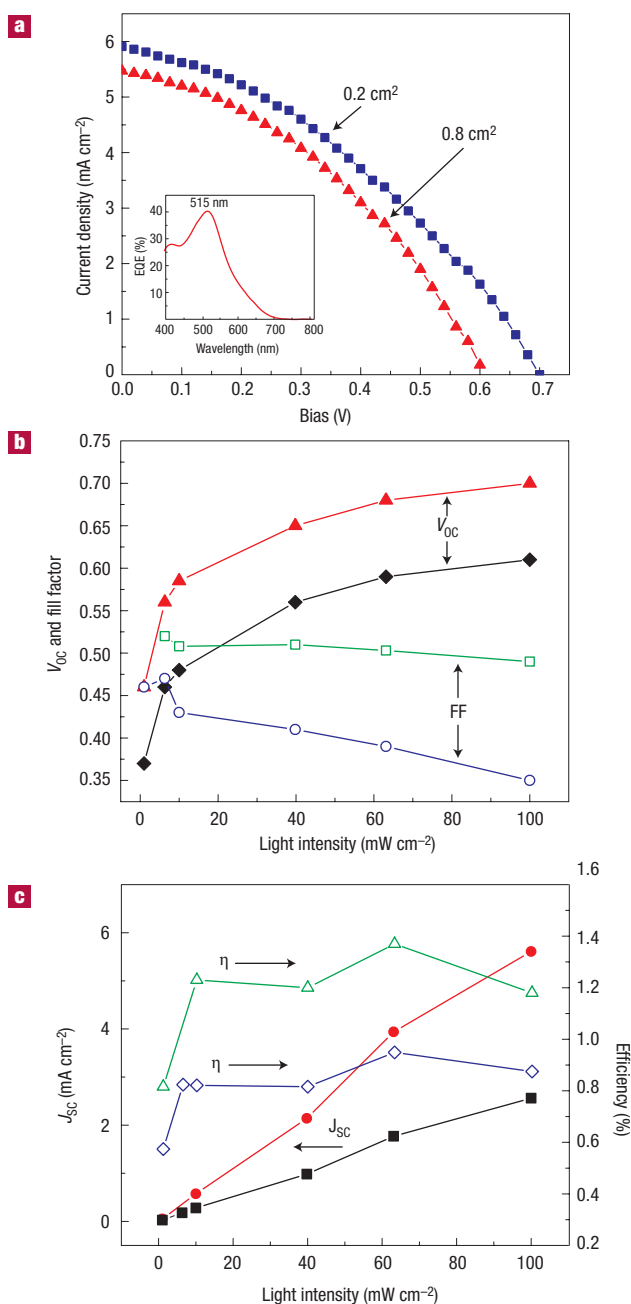 a
6
5
4
3
2
1
0
Current density (mA cm−2)
0.2 cm2
0.8 cm2
515 nm
40
30
20
10
EQE (%)
400 500 600 700 800
Wavelength (nm)
0.0 0.1 0.2 0.3 0.4 0.5 0.6 0.7
Bias (V)
b
0.75
0.70
0.65
0.60
0.55
0.50
0.45
0.40
0.35
VOC and fill factor
VOC
FF
0 20 40 60 80 100
Light intensity (mW cm−2)
c
6
4
2
0
JSC (mA cm−2)
η
η
JSC
1.6
1.4
1.2
1.0
0.8
0.6
0.4
0.2
Efficiency (%)
0 20 40 60 80 100
Light intensity (mW cm−2)